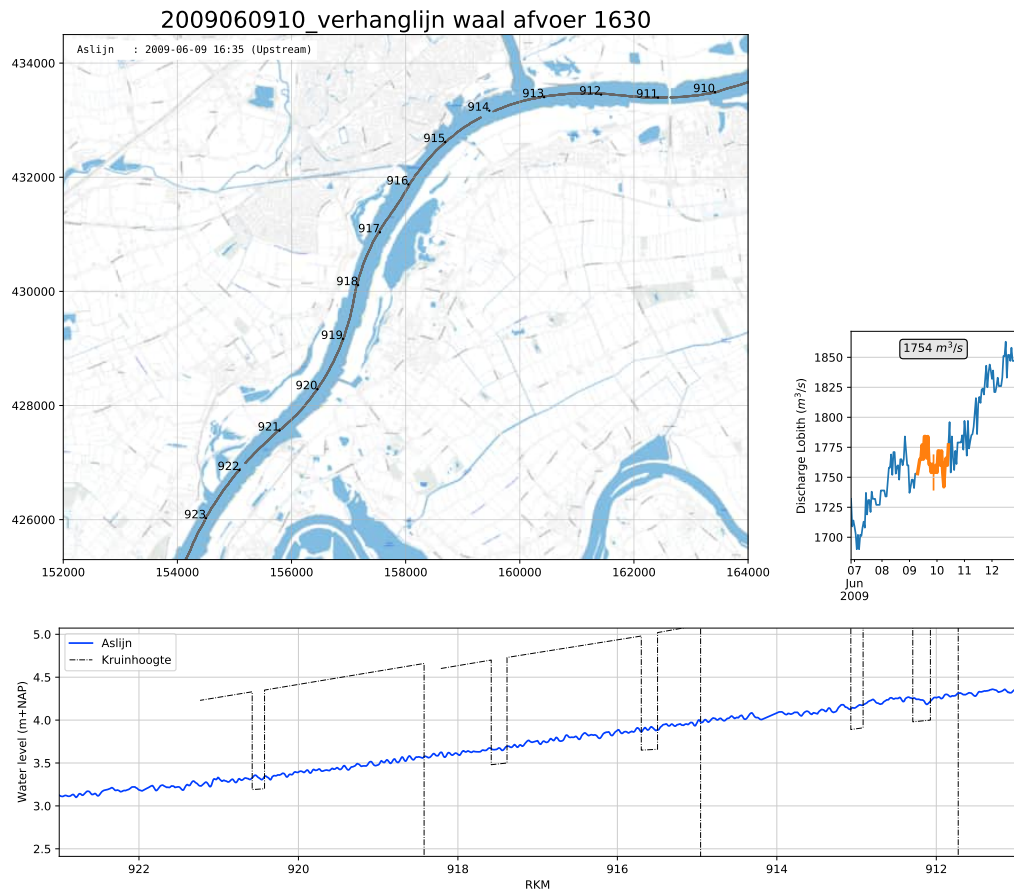 2009060910_verhanglijn waal afvoer 1630
Aslijn : 2009-06-09 16:35 (Upstream)
434000
432000
430000
428000
426000
152000 154000 156000 158000 160000 162000 164000
910
911
912
913
914
915
916
917
918
919
920
921
922
923
1754 m³/s
Discharge Lobith (m³/s)
1850
1825
1800
1775
1750
1725
1700
07 08 09 10 11 12
Jun
2009
Aslijn
Kruinhoogte
Water level (m+NAP)
5.0
4.5
4.0
3.5
3.0
2.5
922 920 918 916 914 912
RKM